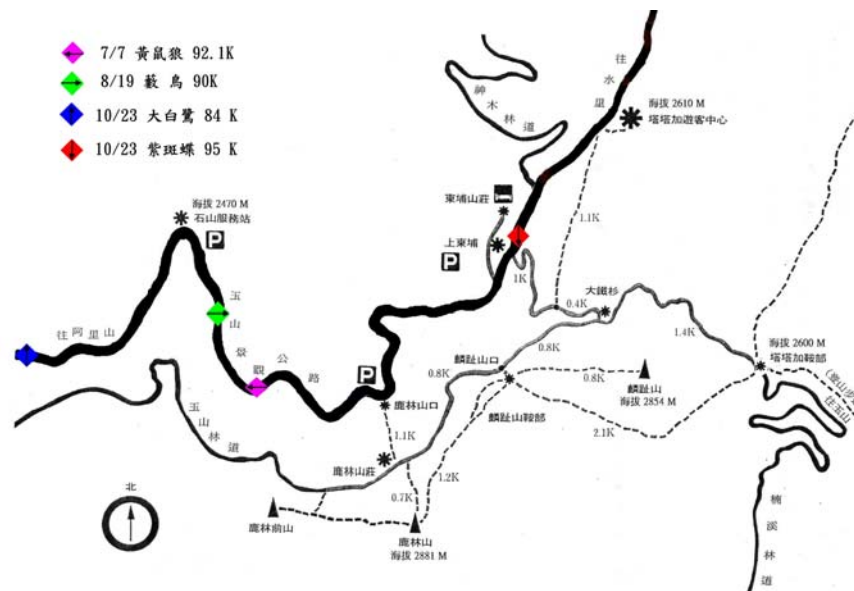 7/7 黃鼠狼 92.1K
8/19 藪鳥 90K
10/23 大白鷺 84 K
10/23 紫斑蝶 95 K
往水里
神木林道
海拔 2610 M
塔塔加遊客中心
海拔 2470 M
石山服務站
P
東埔山莊
上東埔
P
1.1K
1K
玉山景觀公路
大鐵杉
0.4K
往阿里山
1.4K
海拔 2600 M
塔塔加鞍部
麟趾山口
0.8K
P
0.8K
0.8K
麟趾山
海拔 2854 M
往玉山
鹿林山口
麟趾山鞍部
玉山林道
1.1K
2.1K
鹿林山莊
1.2K
0.7K
北
楠溪林道
鹿林前山
鹿林山
海拔 2881 M